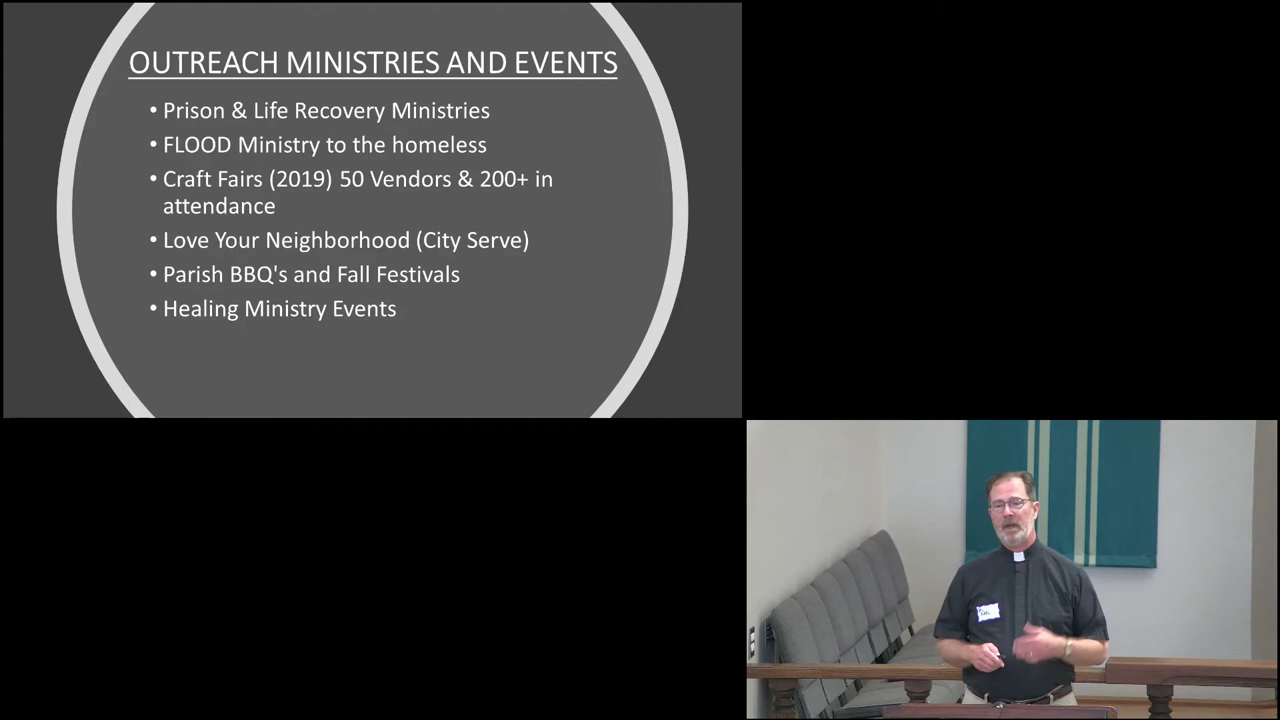 OUTREACH MINISTRIES AND EVENTS
• Prison & Life Recovery Ministries
• FLOOD Ministry to the homeless
• Craft Fairs (2019) 50 Vendors & 200+ in
attendance
• Love Your Neighborhood (City Serve)
• Parish BBQ's and Fall Festivals
• Healing Ministry Events